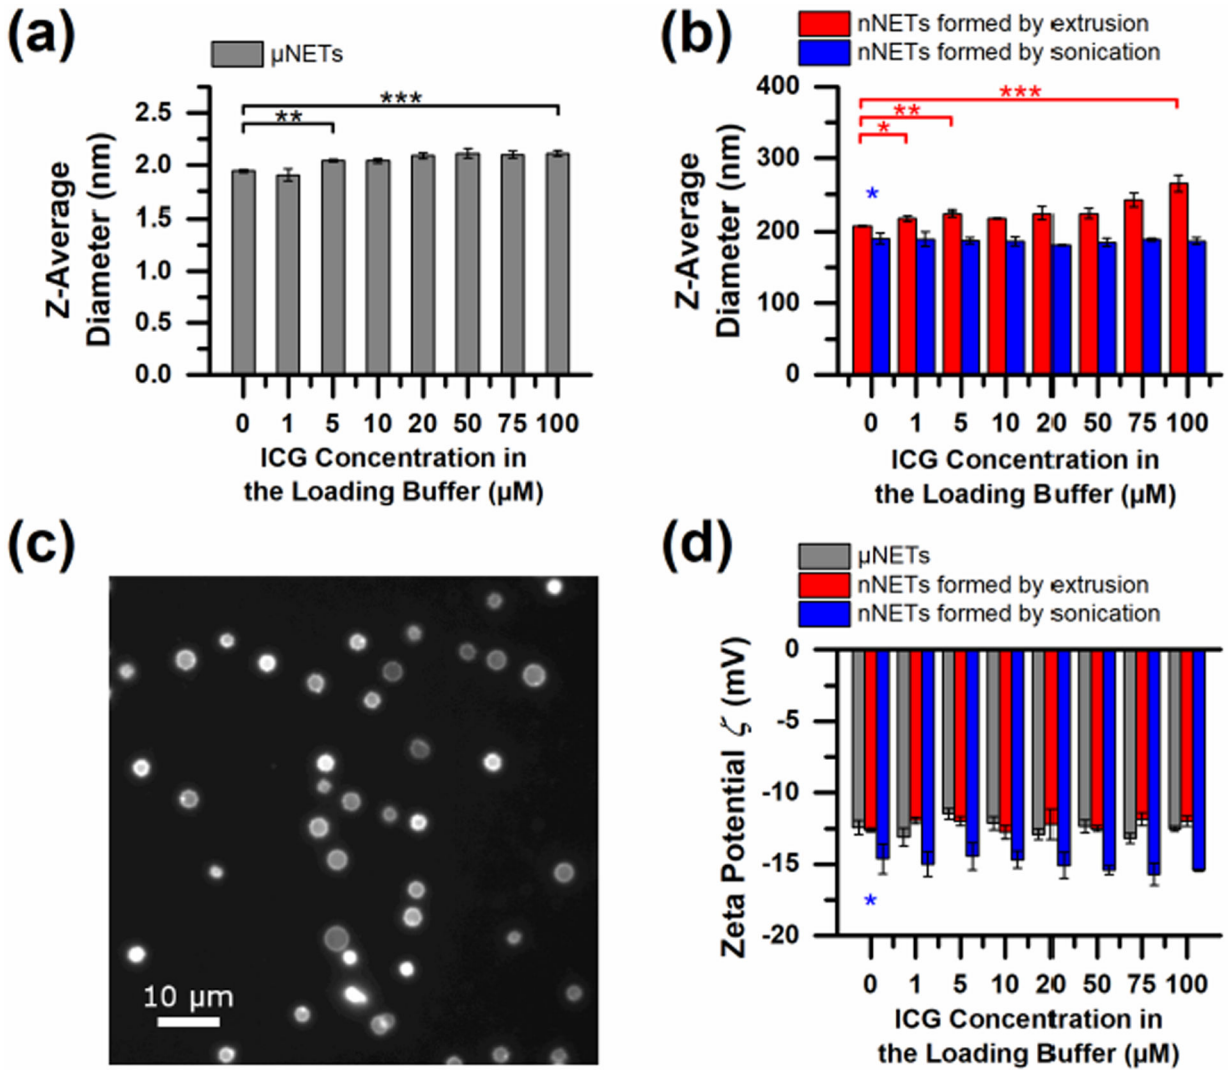 (a)
μNETs
***
**
Z-Average
Diameter (nm)
2.5
2.0
1.5
1.0
0.5
0.0
0 1 5 10 20 50 75 100
ICG Concentration in
the Loading Buffer (μM)
(b)
nNETs formed by extrusion
nNETs formed by sonication
***
**
*
*
Z-Average
Diameter (nm)
400
300
200
100
0
0 1 5 10 20 50 75 100
ICG Concentration in
the Loading Buffer (μM)
(c)
10 μm
(d)
μNETs
nNETs formed by extrusion
nNETs formed by sonication
Zeta Potential ζ (mV)
0
-5
-10
-15
-20
*
0 1 5 10 20 50 75 100
ICG Concentration in
the Loading Buffer (μM)